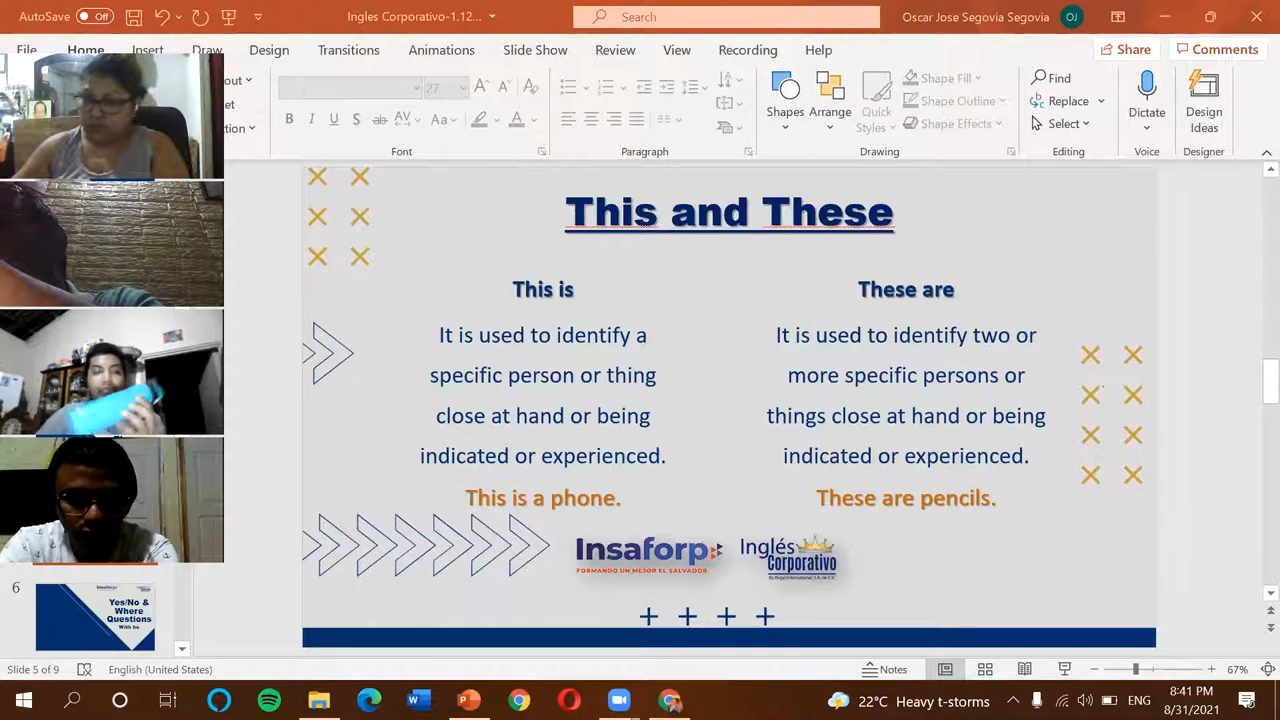 AutoSave Off
Ingles Corporativo-1.12...
Search
Oscar Jose Segovia Segovia OJ
File Home Insert Draw Design Transitions Animations Slide Show Review View Recording Help
Share Comments
Shapes
Arrange
Quick Styles
Shape Fill
Shape Outline
Shape Effects
Find
Replace
Select
Dictate
Design Ideas
Font Paragraph Drawing Editing Voice Designer
This and These
This is
It is used to identify a
specific person or thing
close at hand or being
indicated or experienced.
This is a phone.
These are
It is used to identify two or
more specific persons or
things close at hand or being
indicated or experienced.
These are pencils.
Insaforp
FORMANDO UN MEJOR EL SALVADOR
Inglés
Corporativo
6
Yes/No &
Where
Questions
With be
Slide 5 of 9 English (United States)
Notes 67%
22°C Heavy t-storms
ENG
8:41 PM
8/31/2021